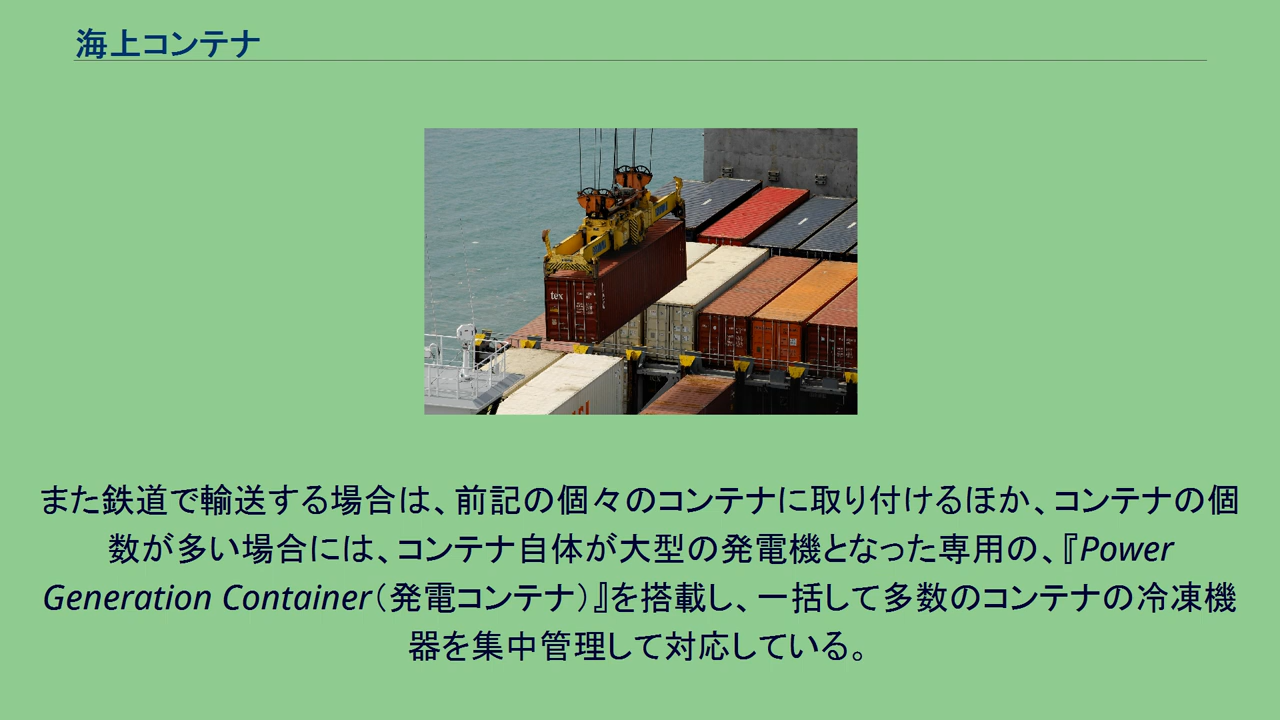 海上コンテナ
tex
また鉄道で輸送する場合は、前記の個々のコンテナに取り付けるほか、コンテナの個
数が多い場合には、コンテナ自体が大型の発電機となった専用の、『Power
Generation Container（発電コンテナ）』を搭載し、一括して多数のコンテナの冷凍機
器を集中管理して対応している。